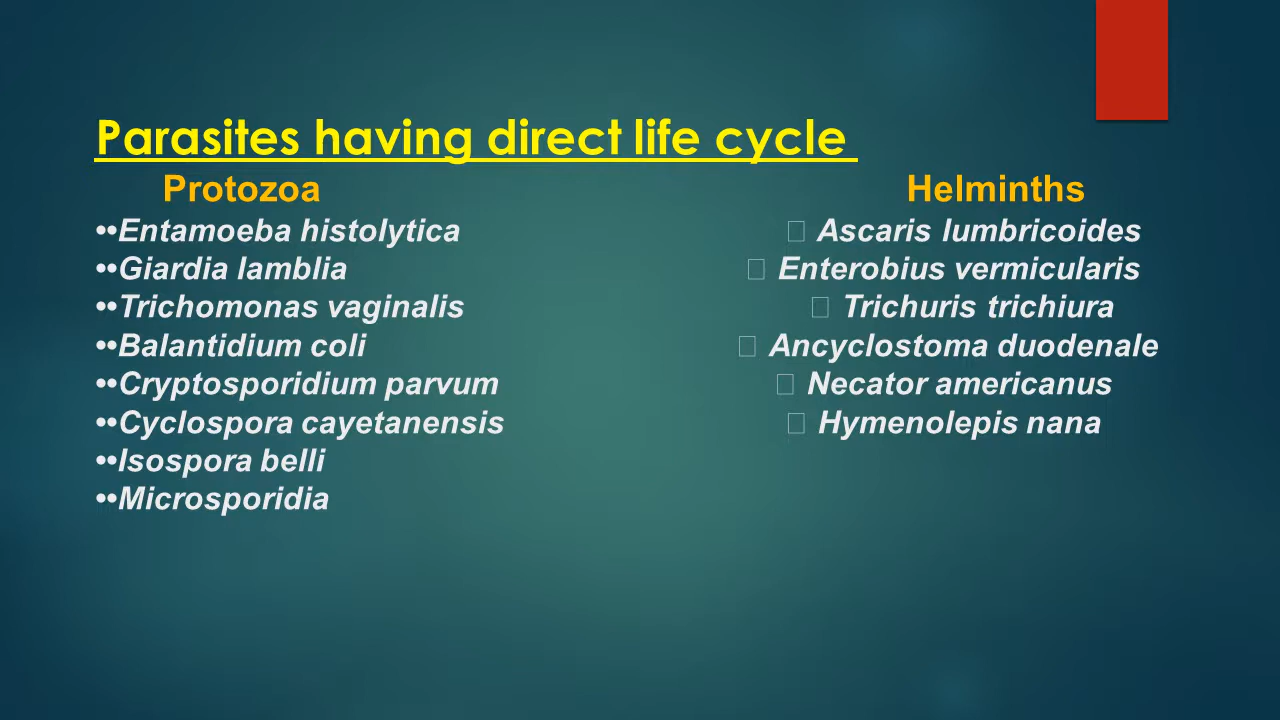 Parasites having direct life cycle
Protozoa Helminths
••Entamoeba histolytica  Ascaris lumbricoides
••Giardia lamblia  Enterobius vermicularis
••Trichomonas vaginalis  Trichuris trichiura
••Balantidium coli  Ancyclostoma duodenale
••Cryptosporidium parvum  Necator americanus
••Cyclospora cayetanensis  Hymenolepis nana
••Isospora belli
••Microsporidia